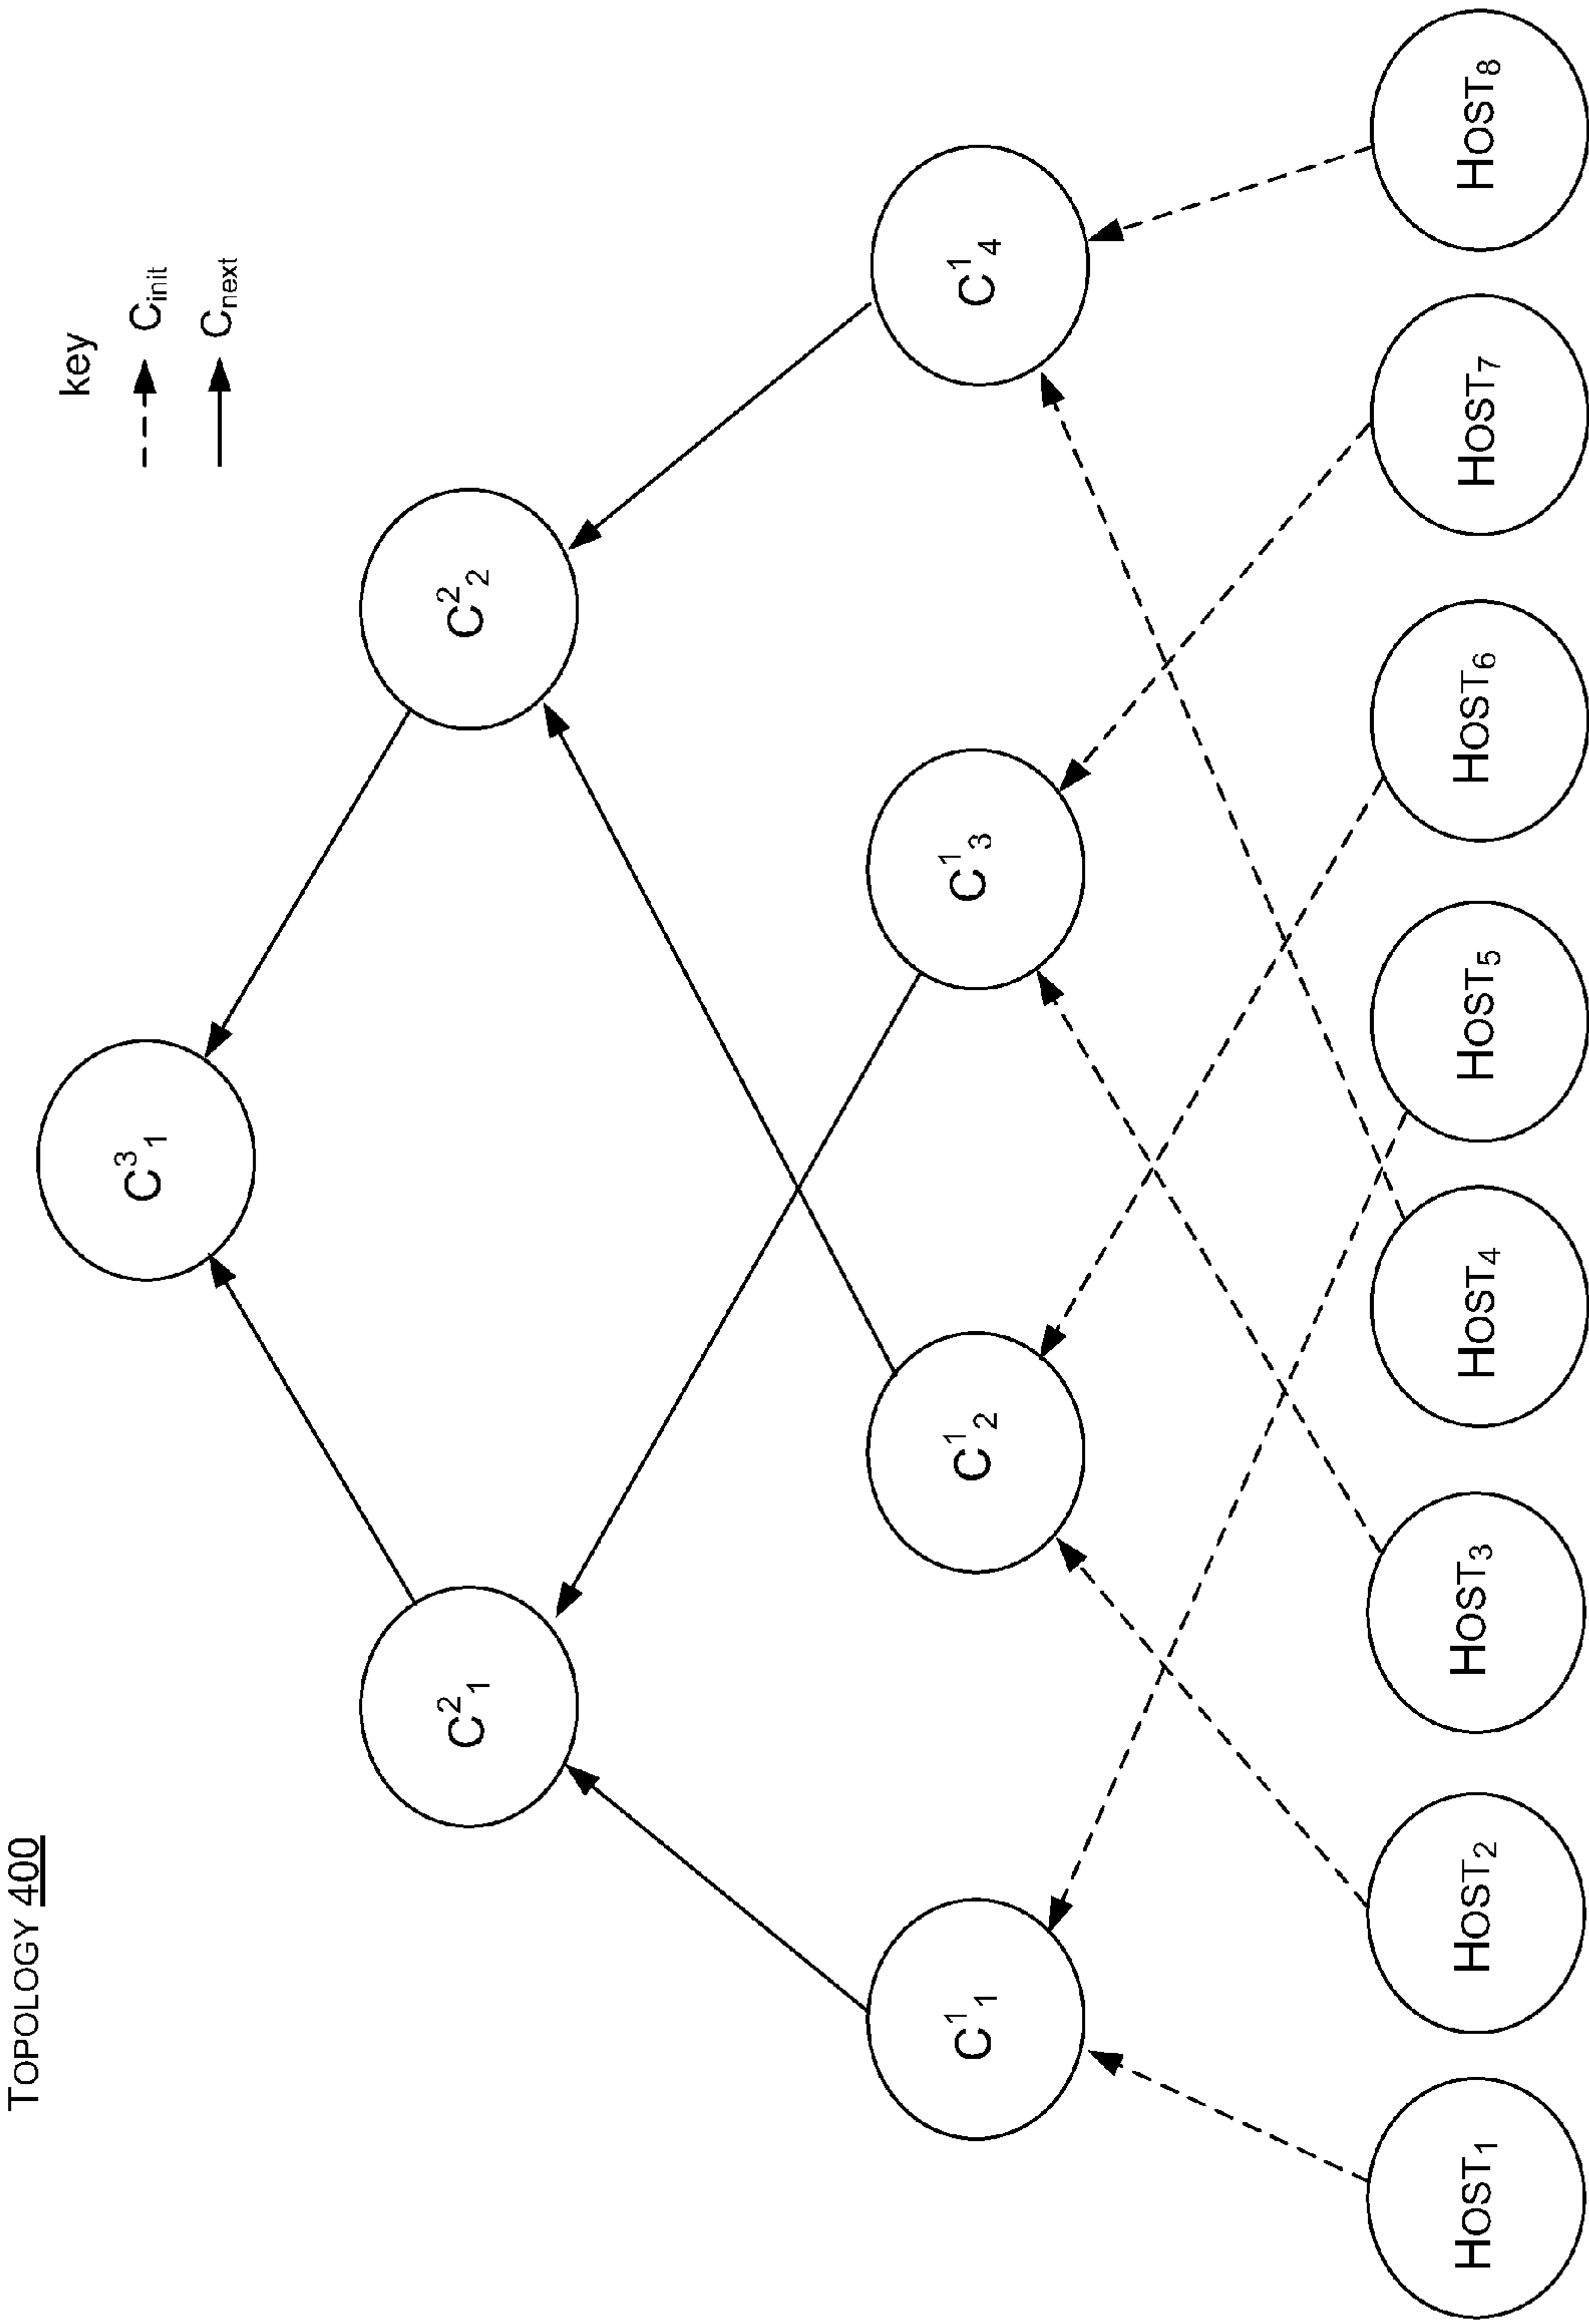 TOPOLOGY 400
key
C_init
C_next
C^3_1
C^2_1
C^2_2
C^1_1
C^1_2
C^1_3
C^1_4
HOST_1
HOST_2
HOST_3
HOST_4
HOST_5
HOST_6
HOST_7
HOST_8